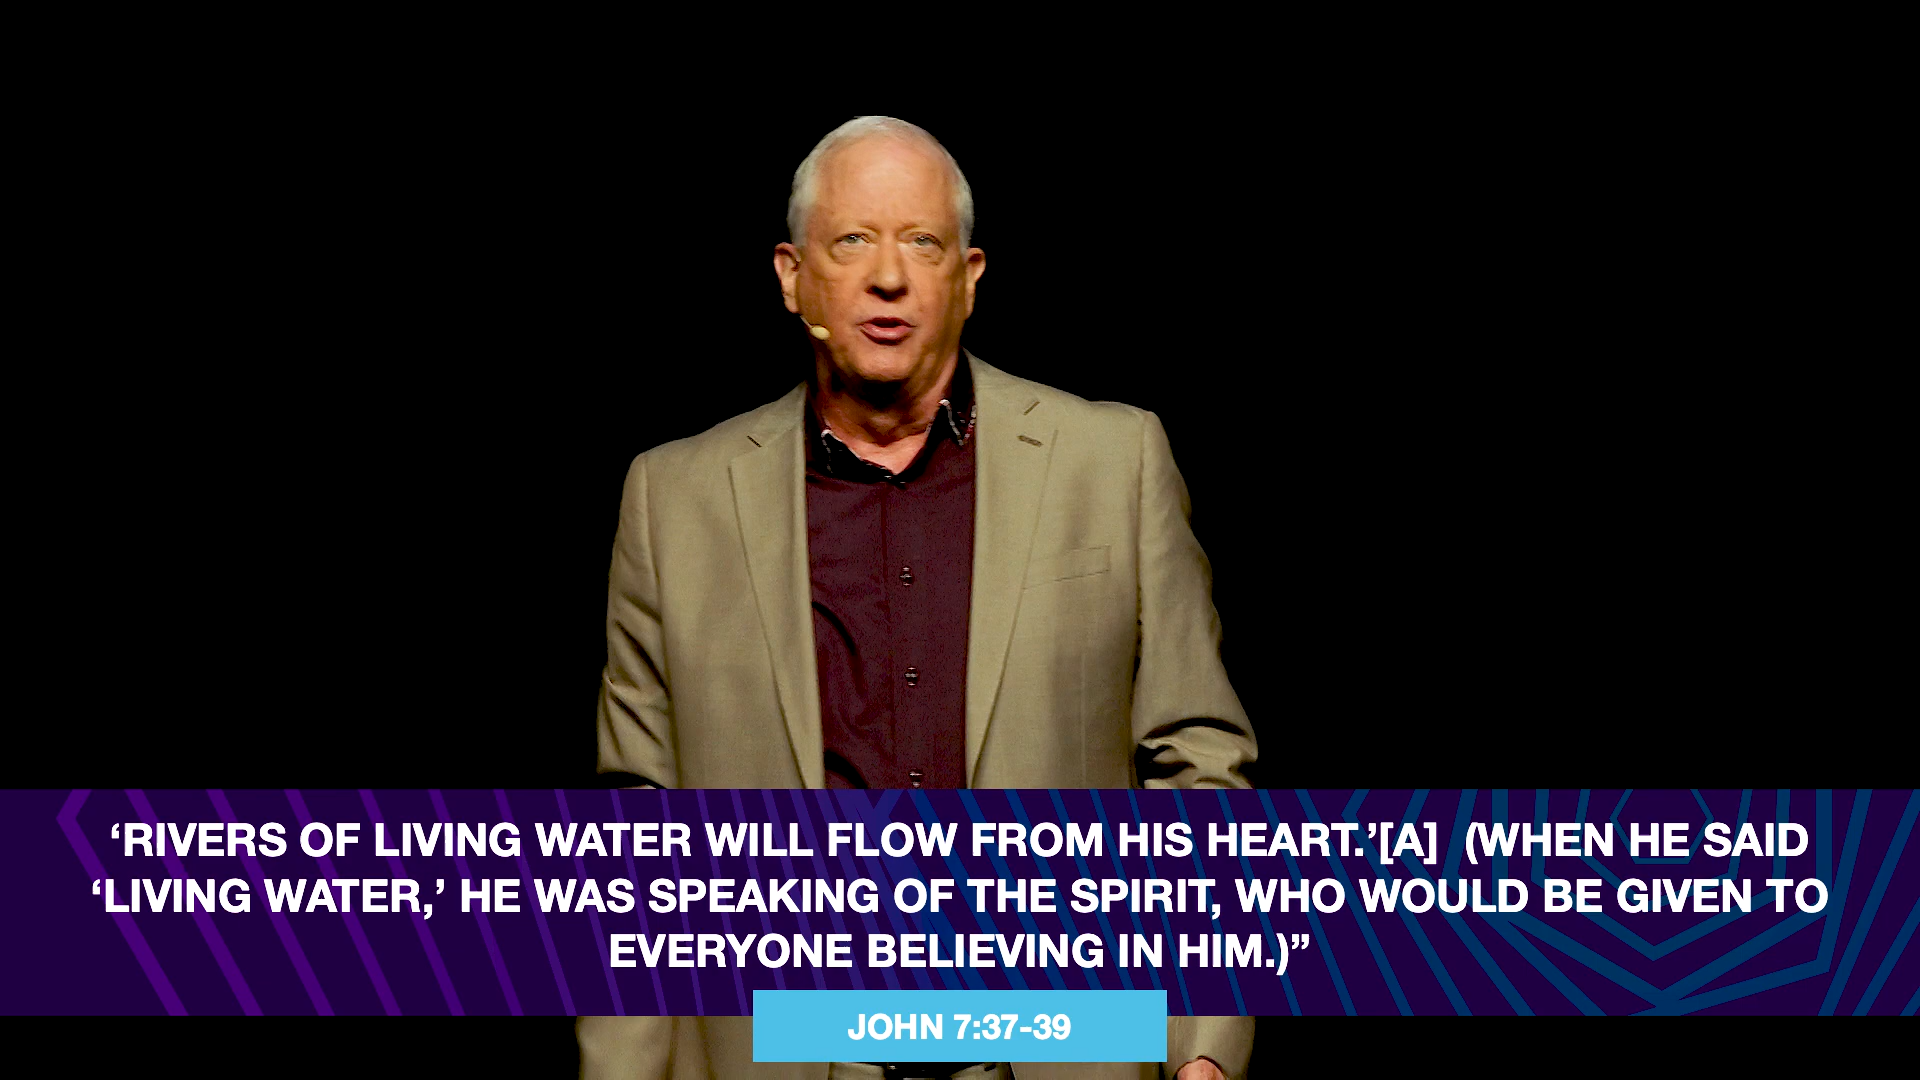 ‘RIVERS OF LIVING WATER WILL FLOW FROM HIS HEART.’[A]  (WHEN HE SAID
‘LIVING WATER,’ HE WAS SPEAKING OF THE SPIRIT, WHO WOULD BE GIVEN TO
EVERYONE BELIEVING IN HIM.)”
JOHN 7:37-39